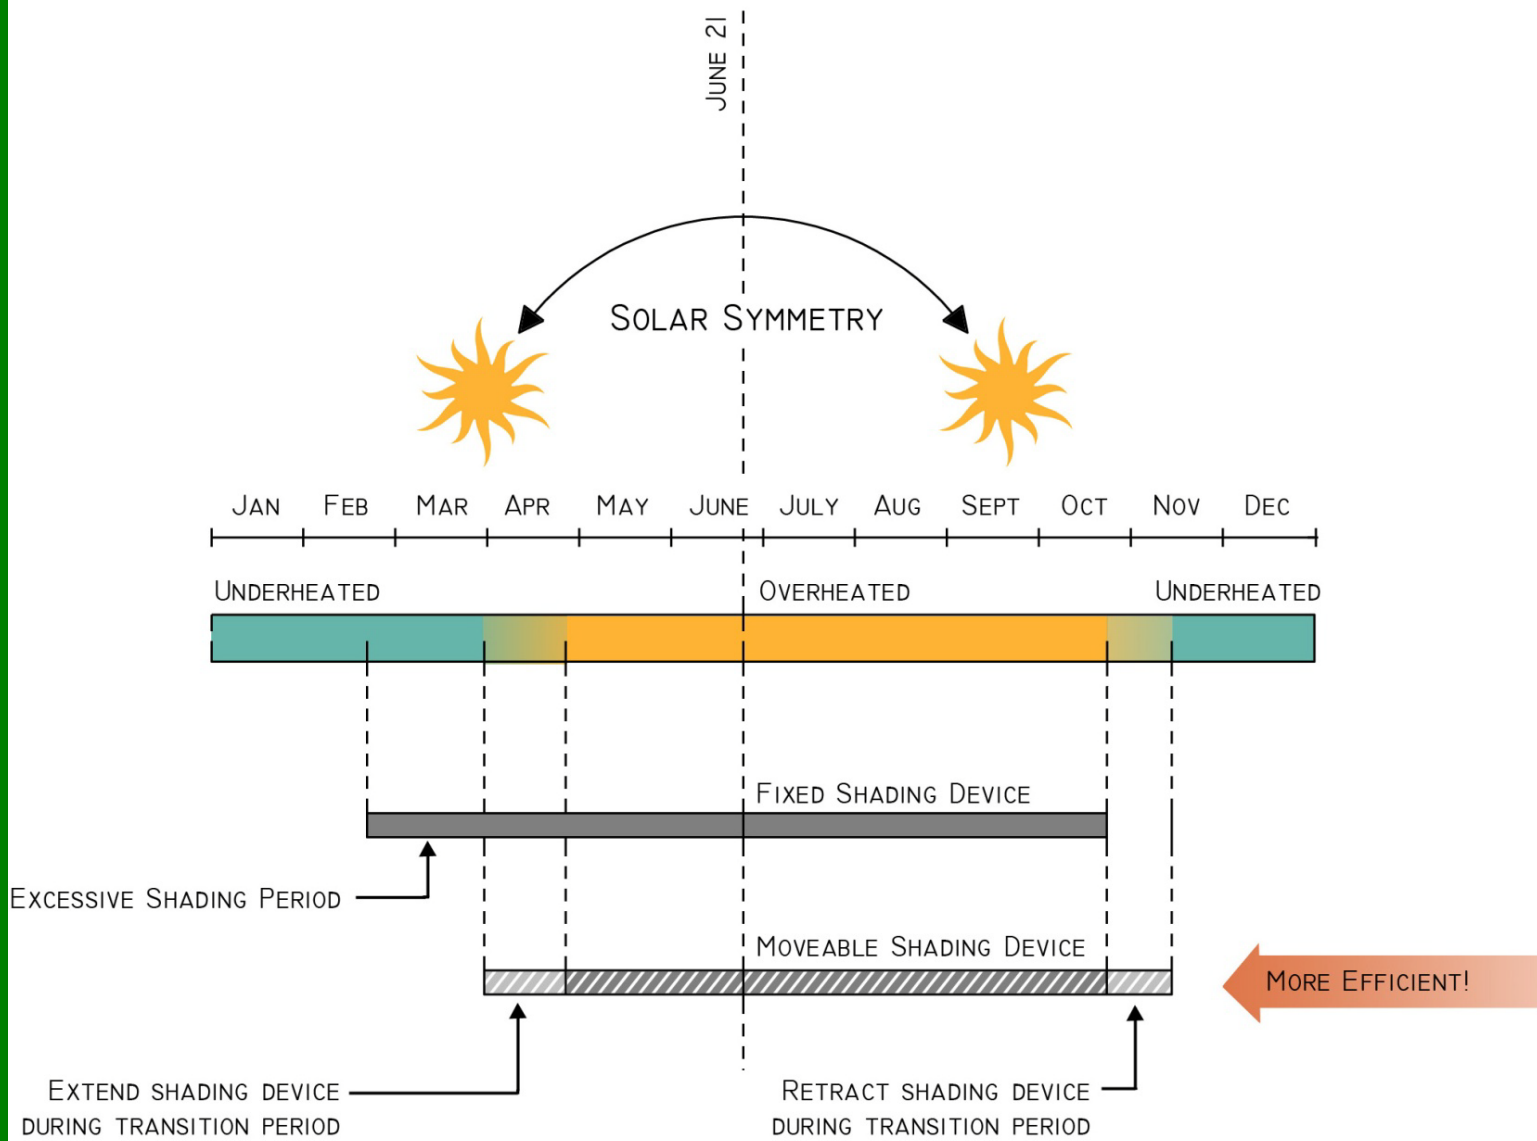 JUNE 21
SOLAR SYMMETRY
JAN FEB MAR APR MAY JUNE JULY AUG SEPT OCT NOV DEC
UNDERHEATED OVERHEATED UNDERHEATED
FIXED SHADING DEVICE
EXCESSIVE SHADING PERIOD
MOVEABLE SHADING DEVICE
MORE EFFICIENT!
EXTEND SHADING DEVICE
DURING TRANSITION PERIOD
RETRACT SHADING DEVICE
DURING TRANSITION PERIOD